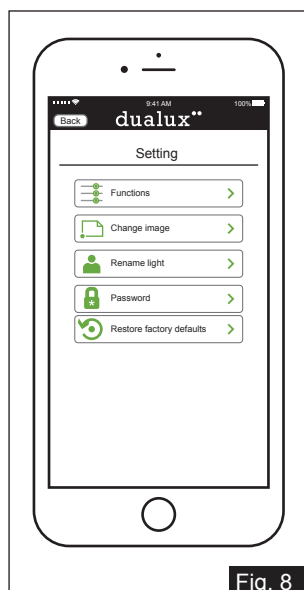 9:41 AM 100%
Back dualux
Setting
Functions
Change image
Rename light
Password
Restore factory defaults
Fig. 8